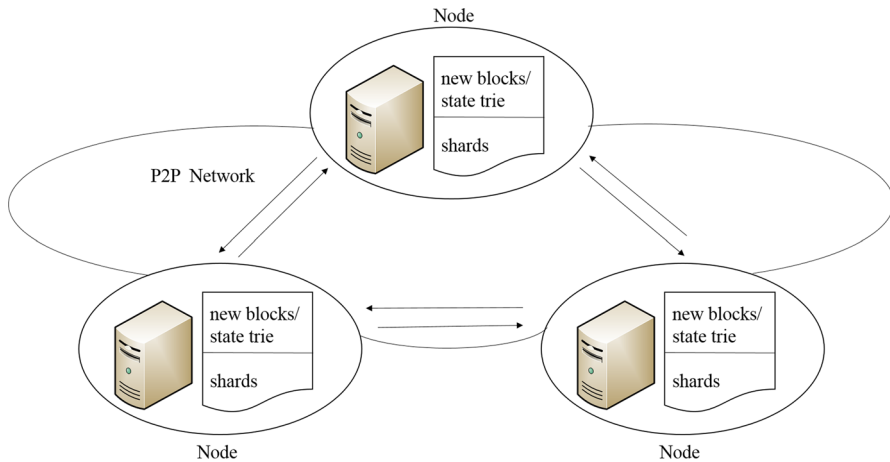 Node
new blocks/
state trie
shards
P2P Network
new blocks/
state trie
shards
Node
new blocks/
state trie
shards
Node